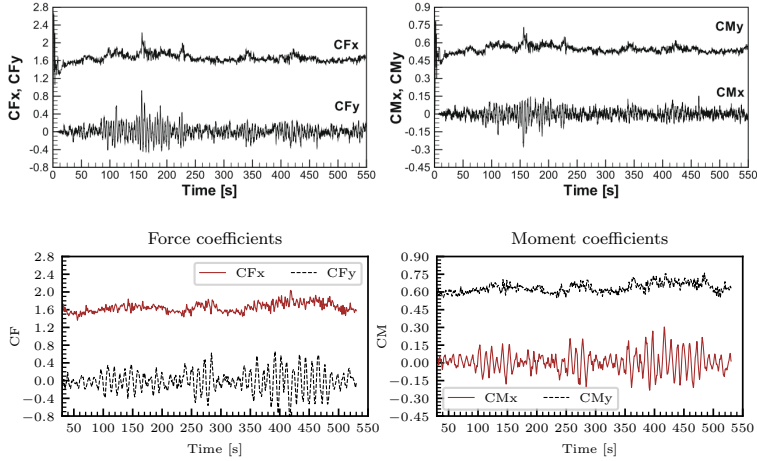 2.8
2.4
2
1.6
1.2
0.8
0.4
0
-0.4
-0.8
CFx, CFy
CFx
CFy
0 50 100 150 200 250 300 350 400 450 500 550
Time [s]
0.9
0.75
0.6
0.45
0.3
0.15
0
-0.15
-0.3
-0.45
CMx, CMy
CMy
CMx
0 50 100 150 200 250 300 350 400 450 500 550
Time [s]
Force coefficients
2.8
2.4
2.0
1.6
1.2
0.8
0.4
0.0
−0.4
−0.8
CF
CFx CFy
50 100 150 200 250 300 350 400 450 500 550
Time [s]
Moment coefficients
0.90
0.75
0.60
0.45
0.30
0.15
0.00
−0.15
−0.30
−0.45
CM
CMx CMy
50 100 150 200 250 300 350 400 450 500 550
Time [s]